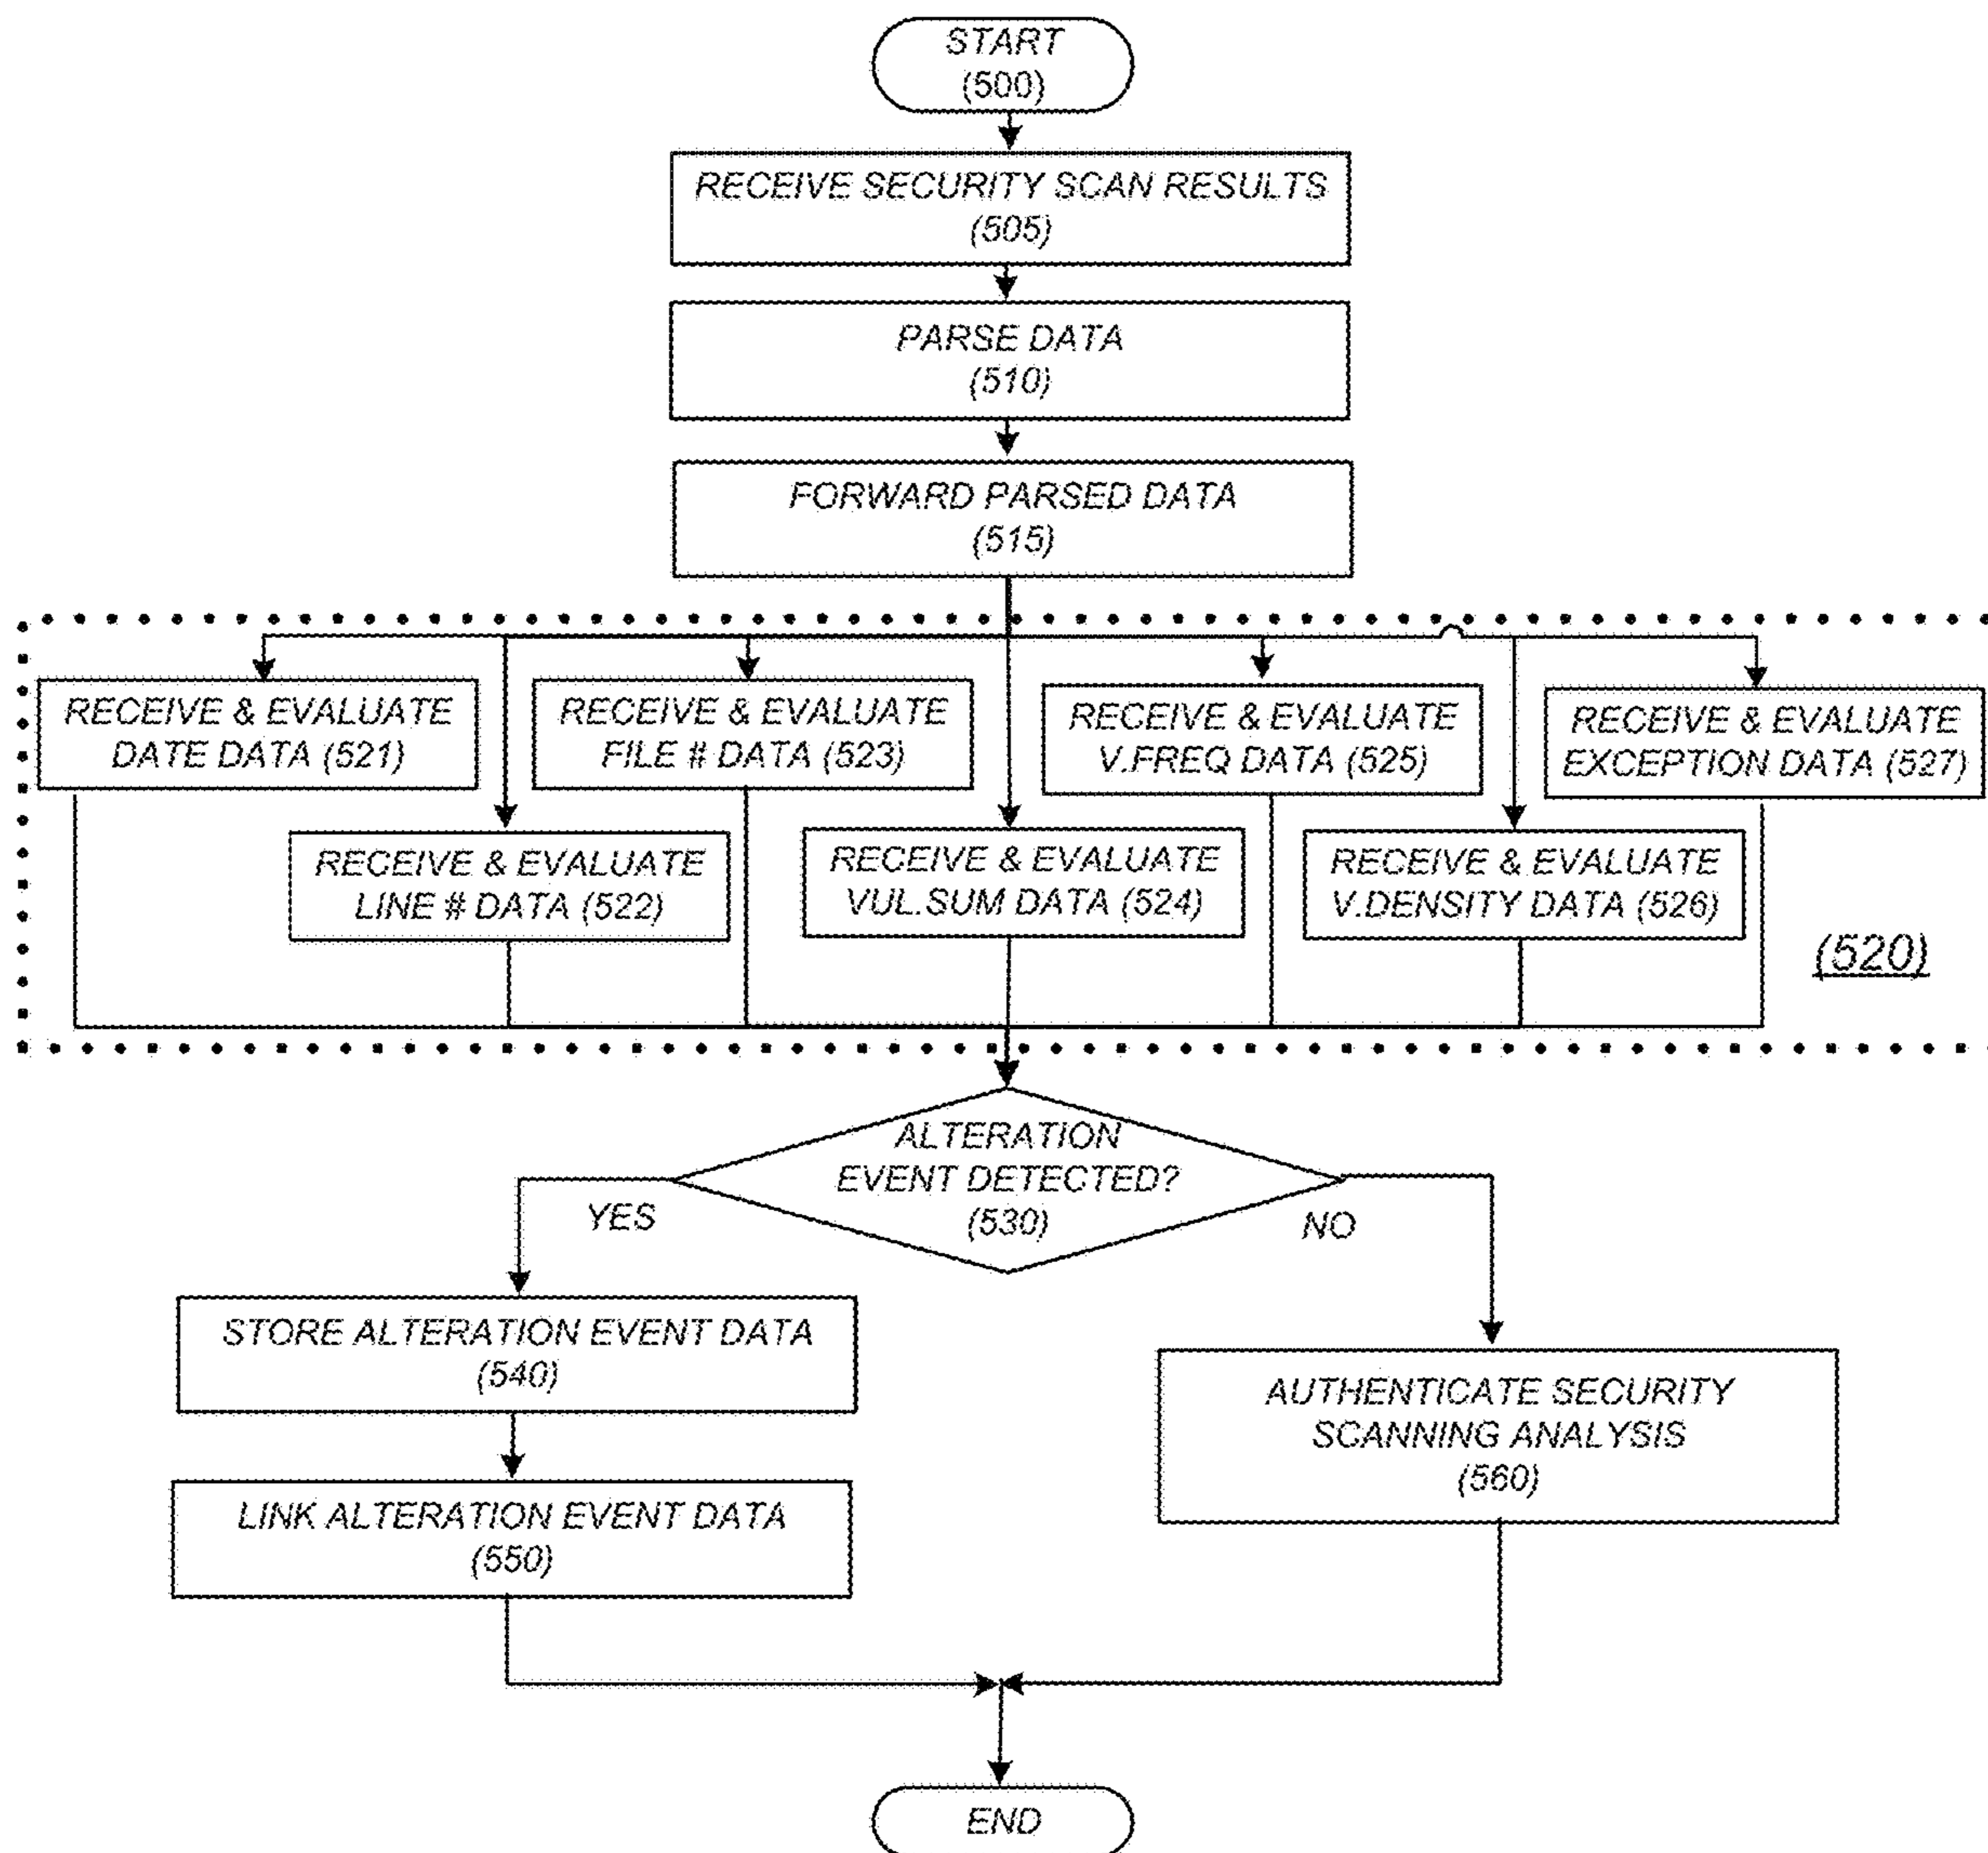 START
(500)
RECEIVE SECURITY SCAN RESULTS
(505)
PARSE DATA
(510)
FORWARD PARSED DATA
(515)
RECEIVE & EVALUATE
DATE DATA (521)
RECEIVE & EVALUATE
FILE # DATA (523)
RECEIVE & EVALUATE
V.FREQ DATA (525)
RECEIVE & EVALUATE
EXCEPTION DATA (527)
RECEIVE & EVALUATE
LINE # DATA (522)
RECEIVE & EVALUATE
VUL.SUM DATA (524)
RECEIVE & EVALUATE
V.DENSITY DATA (526)
(520)
ALTERATION
EVENT DETECTED?
(530)
YES
NO
STORE ALTERATION EVENT DATA
(540)
AUTHENTICATE SECURITY
SCANNING ANALYSIS
(560)
LINK ALTERATION EVENT DATA
(550)
END